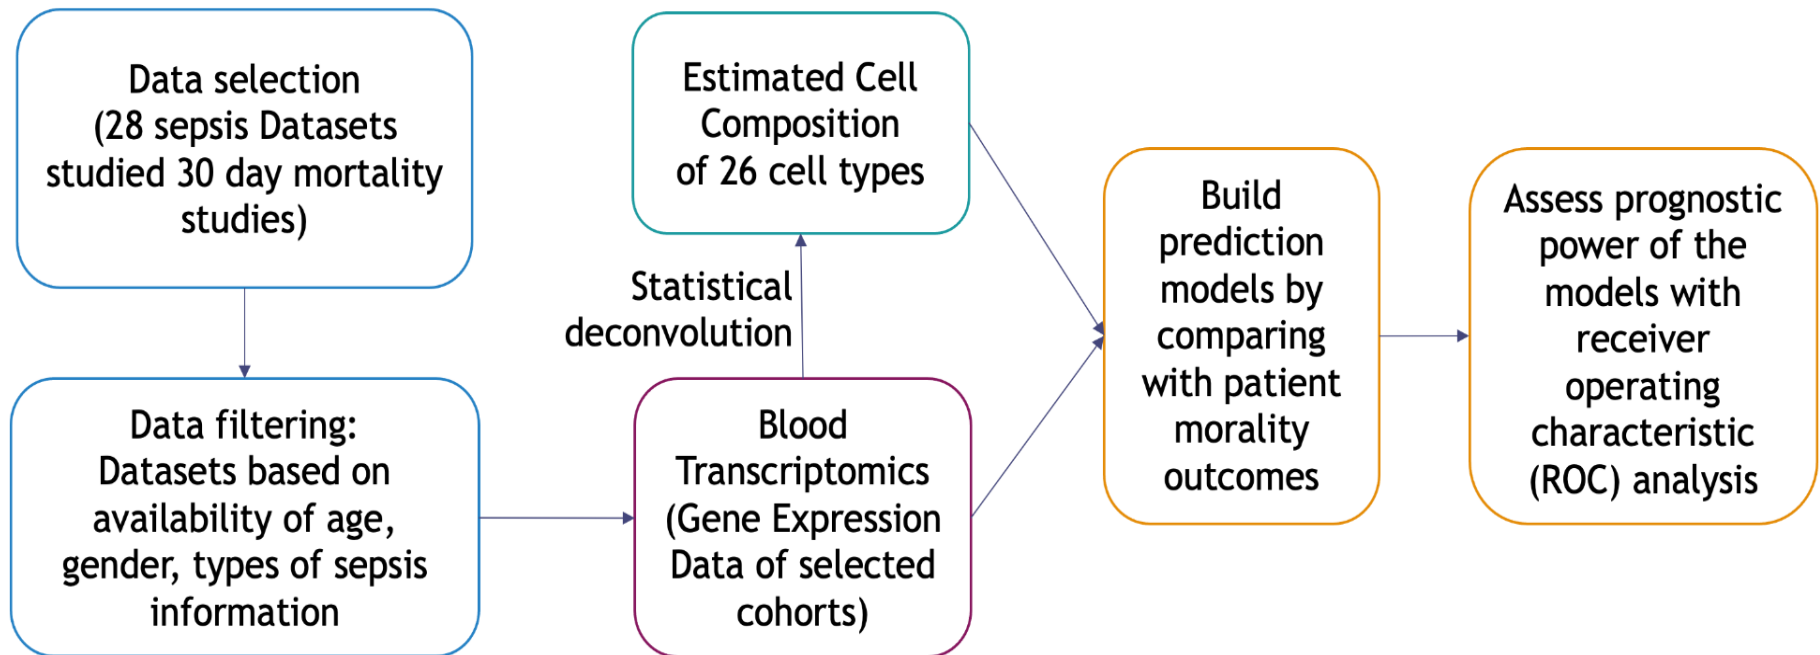 Data selection
(28 sepsis Datasets
studied 30 day mortality
studies)
Data filtering:
Datasets based on
availability of age,
gender, types of sepsis
information
Estimated Cell
Composition
of 26 cell types
Statistical
deconvolution
Blood
Transcriptomics
(Gene Expression
Data of selected
cohorts)
Build
prediction
models by
comparing
with patient
morality
outcomes
Assess prognostic
power of the
models with
receiver
operating
characteristic
(ROC) analysis